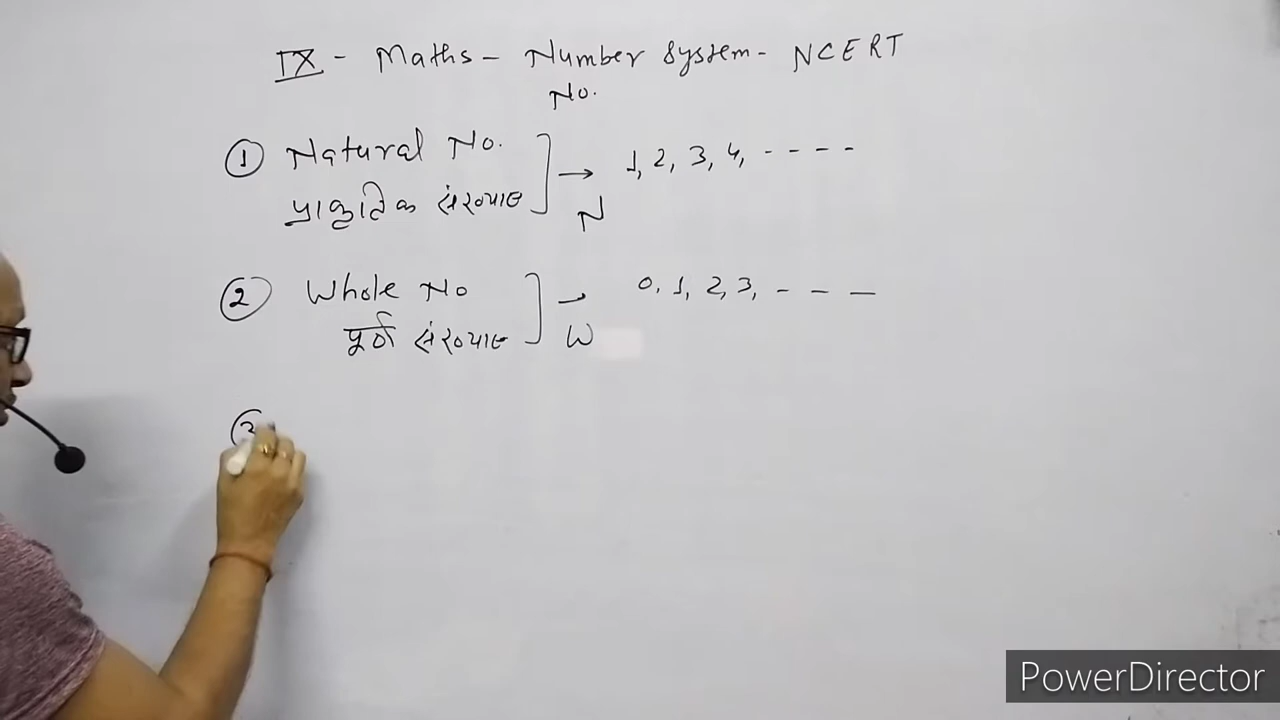 IX - Maths - Number System - NCERT
No.
① Natural No. → 1, 2, 3, 4, - - - -
प्राकृतिक संख्याएं N
② Whole No → 0, 1, 2, 3, - - -
पूर्ण संख्याएं W
③
PowerDirector